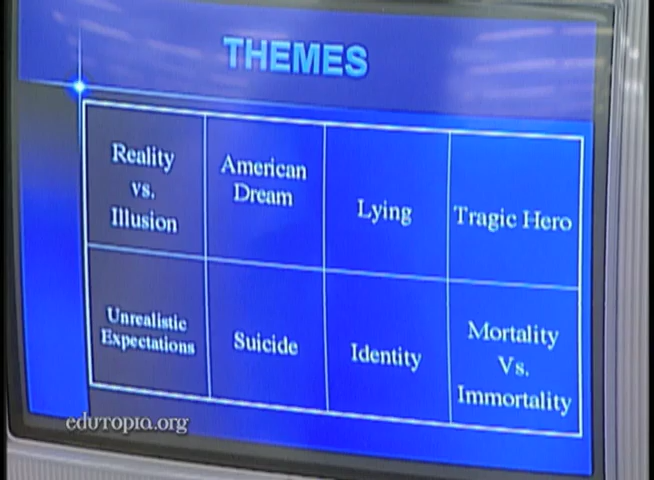 THEMES
Reality
vs.
Illusion
American
Dream
Lying
Tragic Hero
Unrealistic
Expectations
Suicide
Identity
Mortality
Vs.
Immortality
edutopia.org